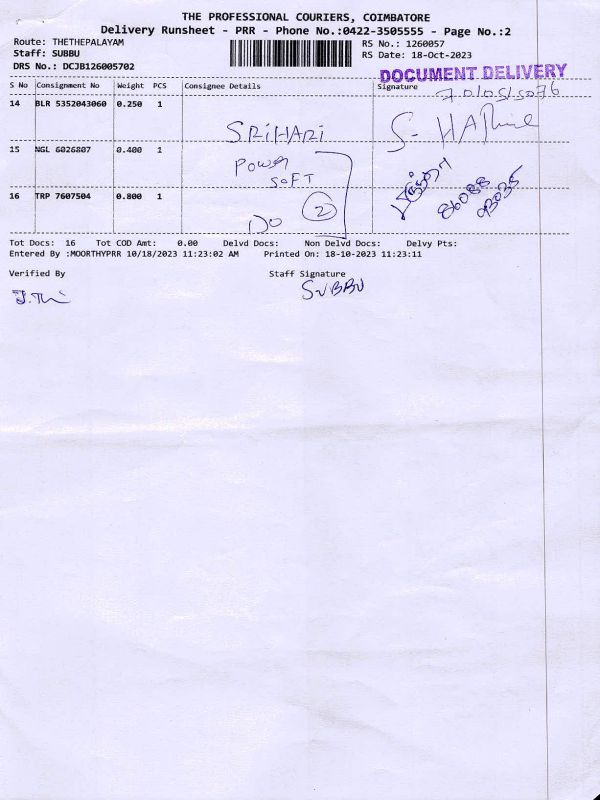 THE PROFESSIONAL COURIERS, COIMBATORE
Delivery Runsheet - PRR - Phone No.:0422-3505555 - Page No.:2
Route: THETHEPALAYAM
Staff: SUBBU
DRS No.: DCJB126005702
RS No.: 1260057
RS Date: 18-Oct-2023
DOCUMENT DELIVERY
S No Consignment No Weight PCS Consignee Details Signature
14 BLR 5352043060 0.250 1
SRIHARI
15 NGL 6026807 0.400 1
POWER
SOFT
16 TRP 7607504 0.800 1
DO 2
86088
93035
Tot Docs: 16 Tot COD Amt: 0.00 Delvd Docs: Non Delvd Docs: Delvy Pts:
Entered By :MOORTHYPRR 10/18/2023 11:23:02 AM Printed On: 18-10-2023 11:23:11
Verified By Staff Signature
SUBBU